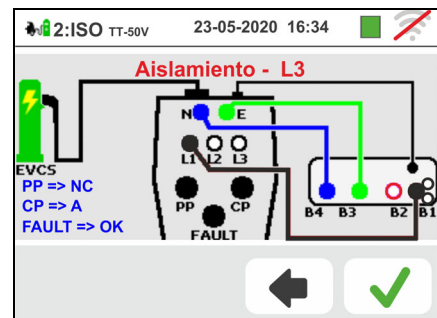 2:ISO TT-50V 23-05-2020 16:34
Aislamiento - L3
N E
L1 L2 L3
EVCS
PP => NC
CP => A
FAULT => OK
PP CP
FAULT
B4 B3 B2 B1